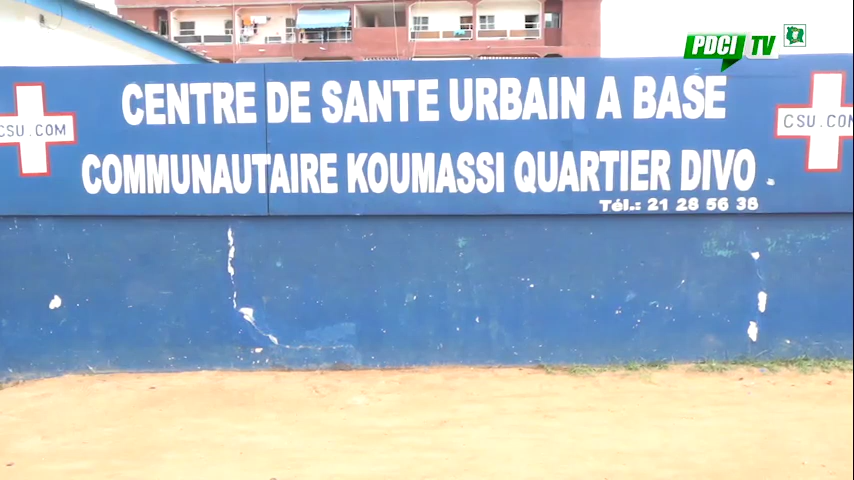 PDCI TV
CENTRE DE SANTE URBAIN A BASE
CSU.COM
CSU.COM
COMMUNAUTAIRE KOUMASSI QUARTIER DIVO
Tél.: 21 28 56 38